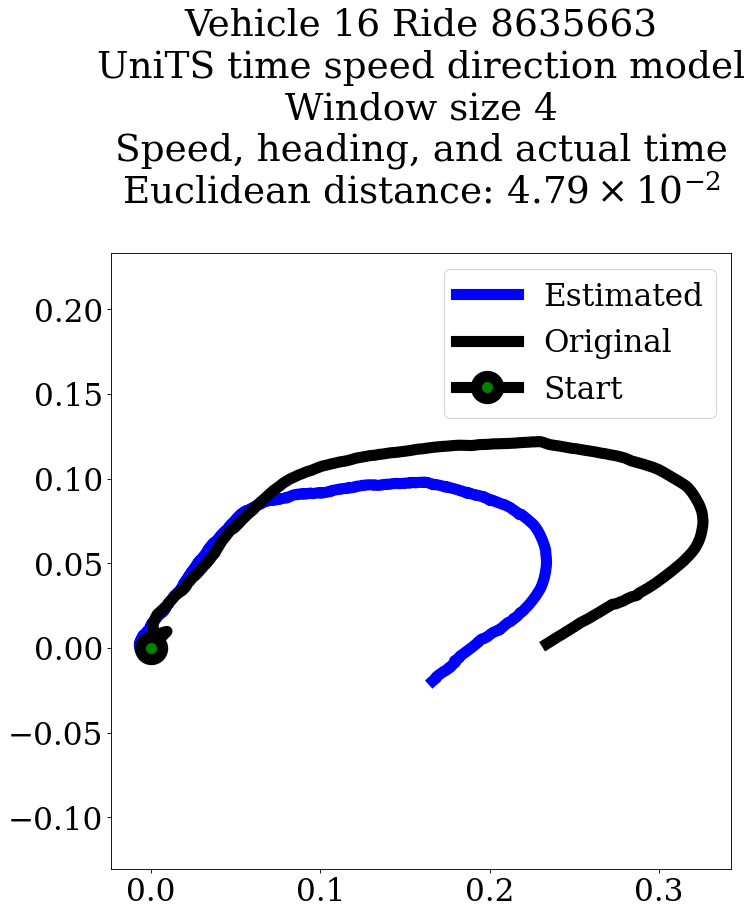 Vehicle 16 Ride 8635663
UniTS time speed direction model
Window size 4
Speed, heading, and actual time
Euclidean distance: 4.79 × 10⁻²
Estimated
Original
Start
0.20
0.15
0.10
0.05
0.00
−0.05
−0.10
0.0 0.1 0.2 0.3